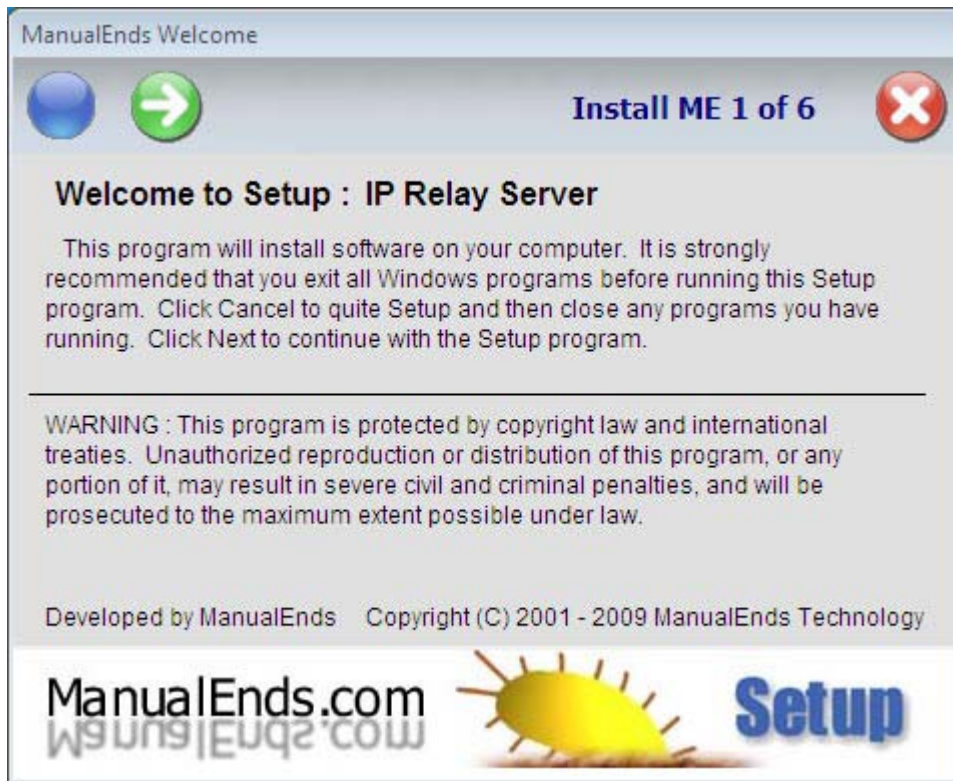 ManualEnds Welcome
Install ME 1 of 6
Welcome to Setup : IP Relay Server
This program will install software on your computer. It is strongly
recommended that you exit all Windows programs before running this Setup
program. Click Cancel to quite Setup and then close any programs you have
running. Click Next to continue with the Setup program.
WARNING : This program is protected by copyright law and international
treaties. Unauthorized reproduction or distribution of this program, or any
portion of it, may result in severe civil and criminal penalties, and will be
prosecuted to the maximum extent possible under law.
Developed by ManualEnds Copyright (C) 2001 - 2009 ManualEnds Technology
ManualEnds.com Setup